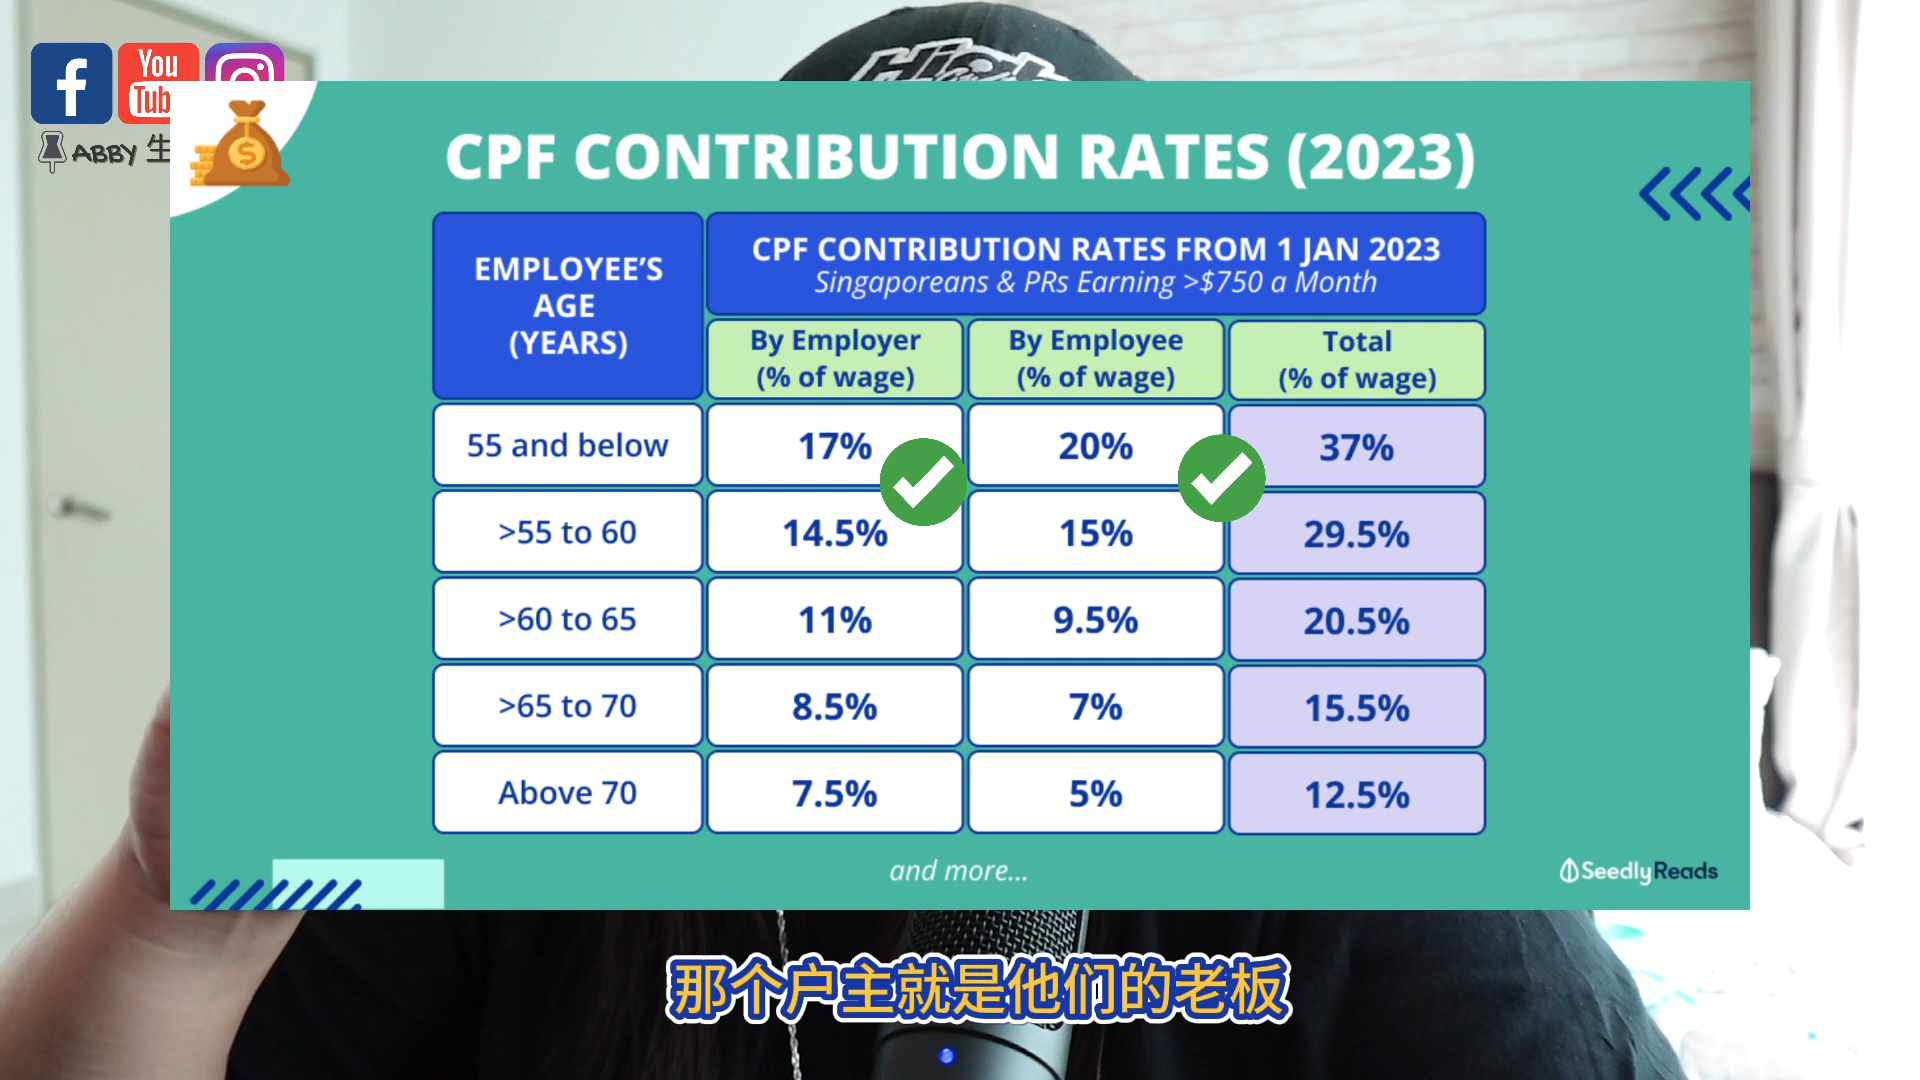 f
You
Tub
ABBY 生
High
CPF CONTRIBUTION RATES (2023)
EMPLOYEE'S
AGE
(YEARS)
CPF CONTRIBUTION RATES FROM 1 JAN 2023
Singaporeans & PRs Earning >$750 a Month
By Employer
(% of wage)
By Employee
(% of wage)
Total
(% of wage)
55 and below 17% 20% 37%
>55 to 60 14.5% 15% 29.5%
>60 to 65 11% 9.5% 20.5%
>65 to 70 8.5% 7% 15.5%
Above 70 7.5% 5% 12.5%
and more...
SeedlyReads
那个户主就是他们的老板